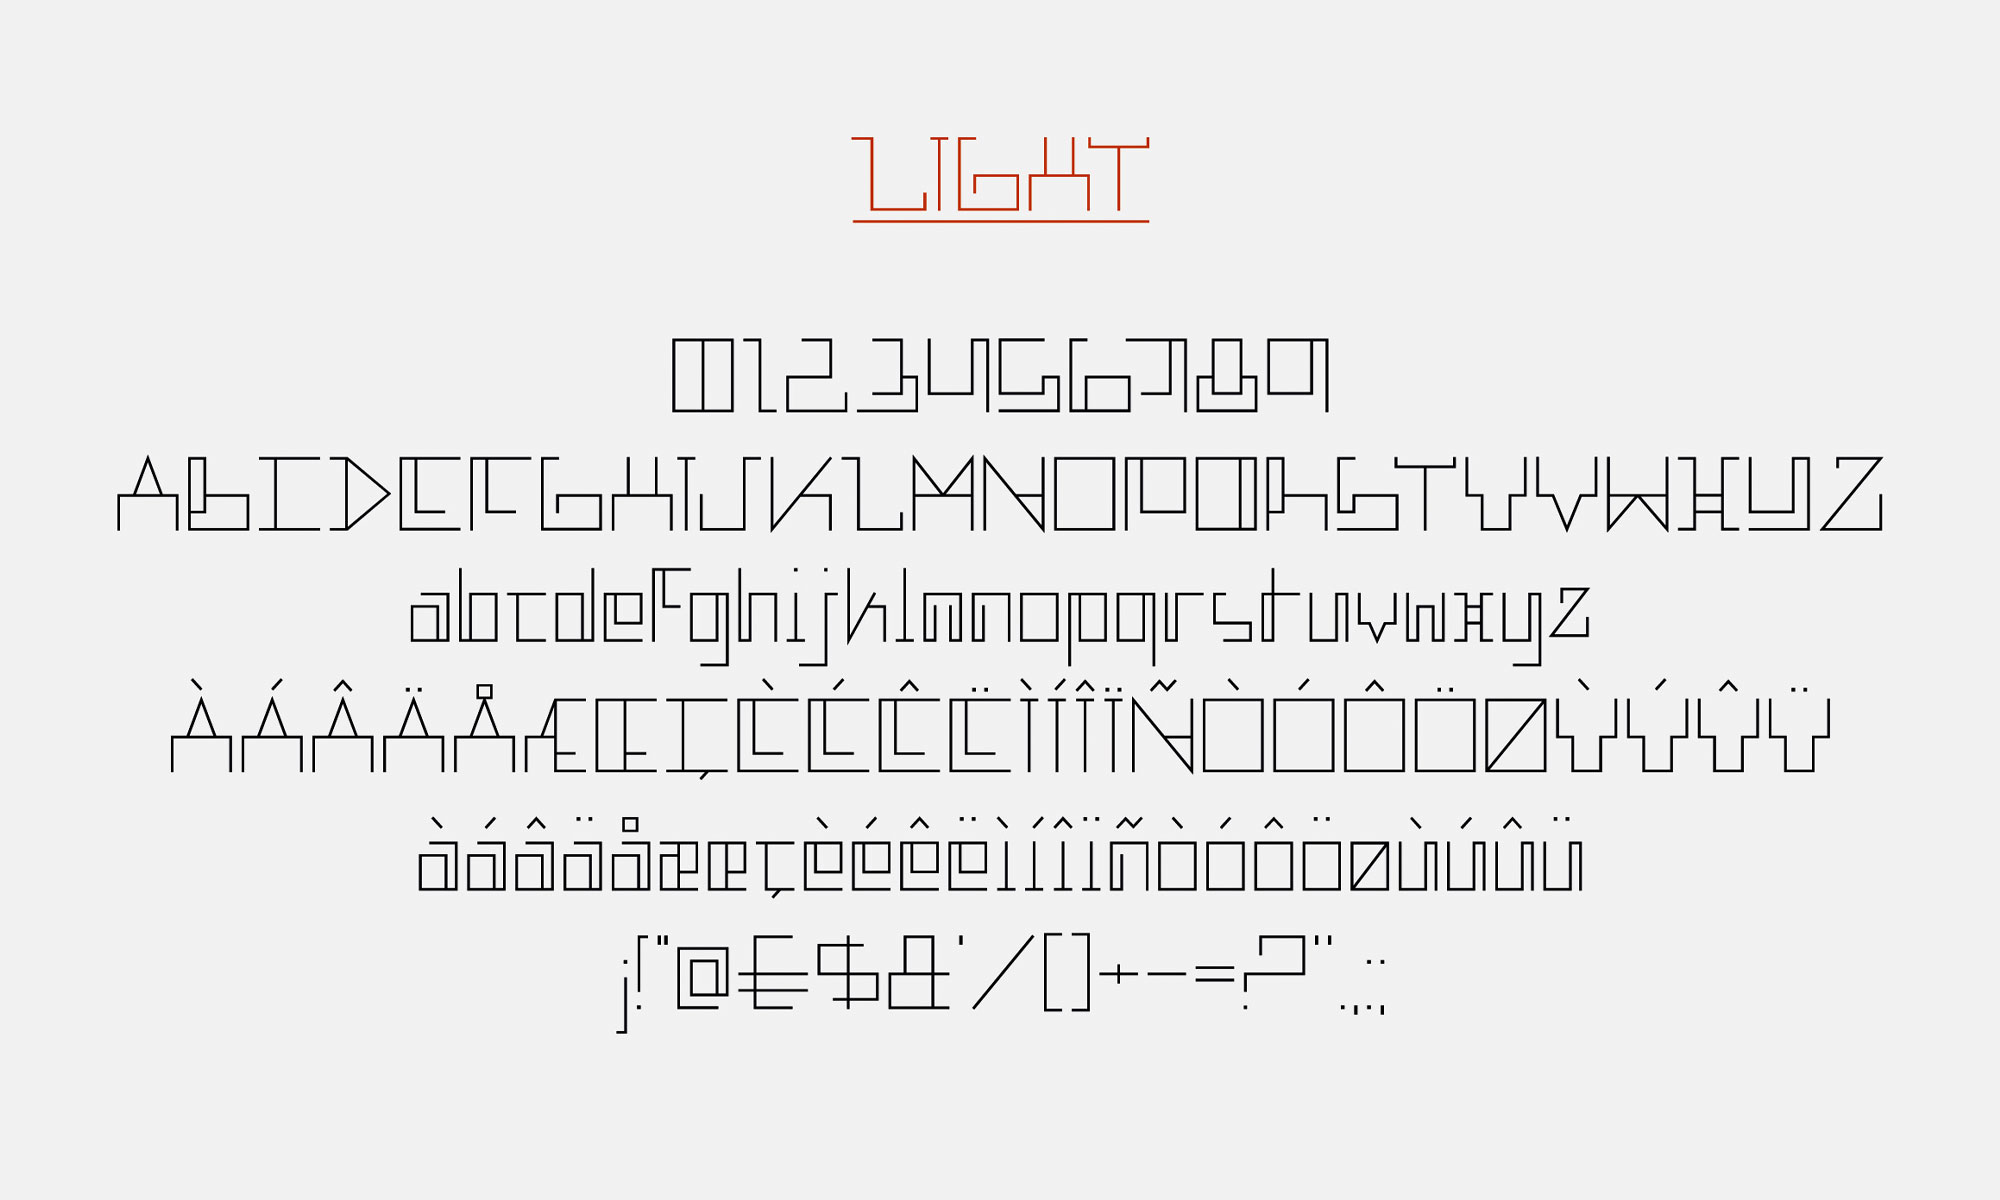 LIGHT
0123456789
ABCDEFGHIJKLMNOPQRSTUVWXYZ
abcdefghijklmnopqrstuvwxyz
ÀÁÂÄÅÆŒÇÈÉÊËÌÍÎÏÑÒÓÔÖØÙÚÛÜ
àáâäåæœçèéêëìíîïñòóôöøùúûü
¡!"@€$&'/[]+-=?":.,;